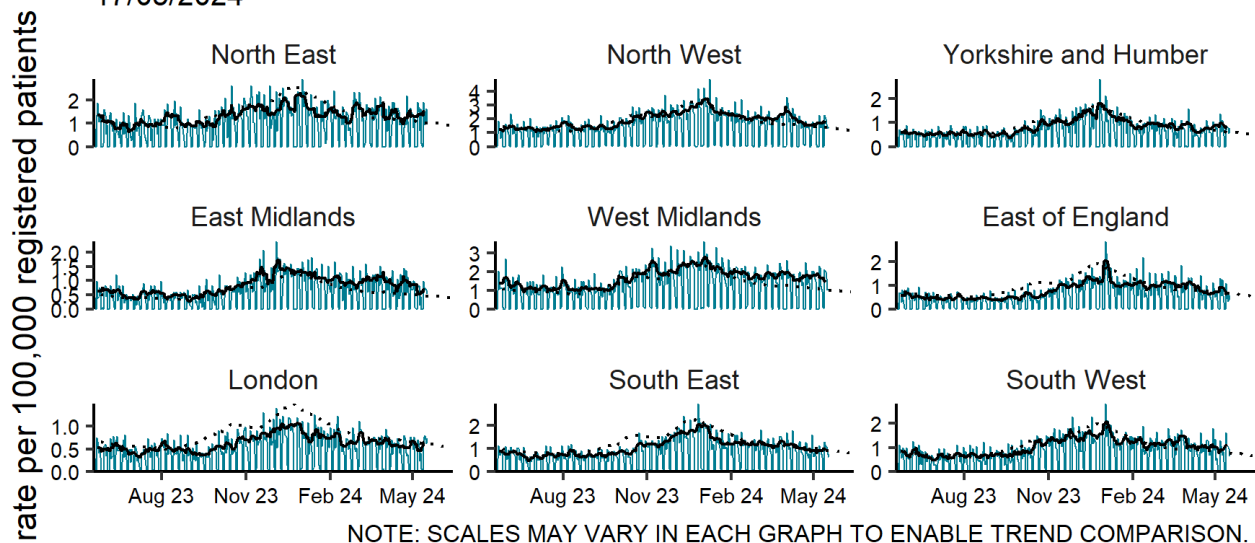 North East North West Yorkshire and Humber
2 4 2
3
1 2 1
1
0 0 0
East Midlands West Midlands East of England
2.0 3 2
1.5 2
1.0 1
0.5 1
0.0 0 0
London South East South West
1.0 2 2
0.5 1 1
0.0 0 0
Aug 23 Nov 23 Feb 24 May 24 Aug 23 Nov 23 Feb 24 May 24 Aug 23 Nov 23 Feb 24 May 24
rate per 100,000 registered patients
NOTE: SCALES MAY VARY IN EACH GRAPH TO ENABLE TREND COMPARISON.